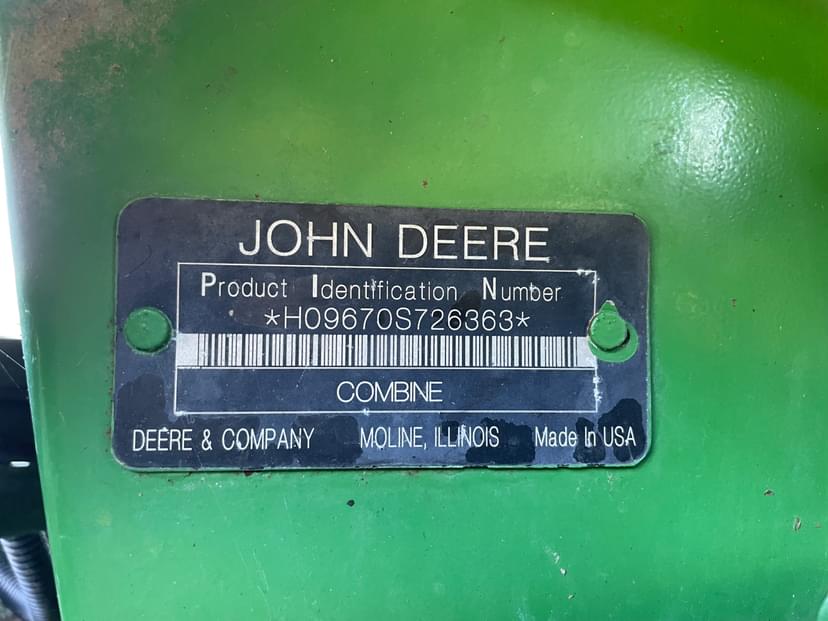 JOHN DEERE
Product Identification Number
*H09670S726363*
COMBINE
DEERE & COMPANY MOLINE, ILLINOIS Made In USA